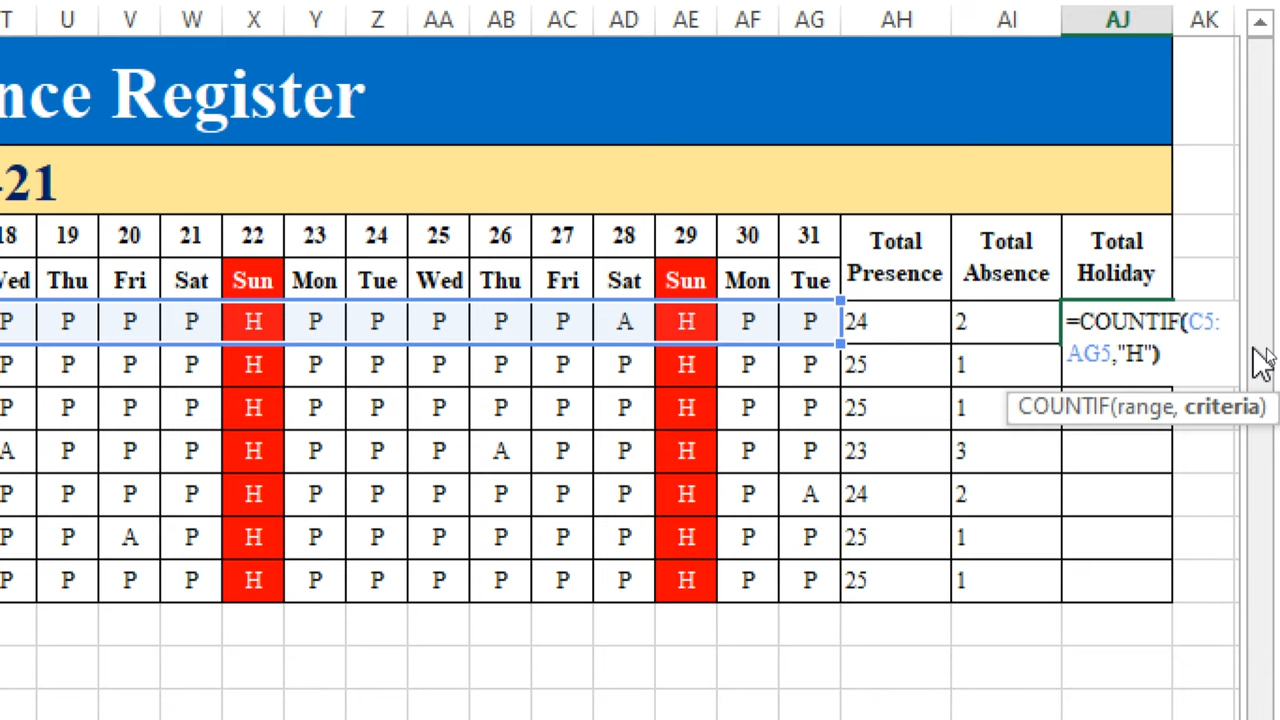 T U V W X Y Z AA AB AC AD AE AF AG AH AI AJ AK
nce Register
-21
18 19 20 21 22 23 24 25 26 27 28 29 30 31 Total Presence Total Absence Total Holiday
Wed Thu Fri Sat Sun Mon Tue Wed Thu Fri Sat Sun Mon Tue
P P P P H P P P P P A H P P 24 2 =COUNTIF(C5:
AG5,"H")
P P P P H P P P P P P H P P 25 1
P P P P H P P P P P P H P P 25 1 COUNTIF(range, criteria)
A P P P H P P P A P P H P P 23 3
P P P P H P P P P P P H P A 24 2
P P A P H P P P P P P H P P 25 1
P P P P H P P P P P P H P P 25 1